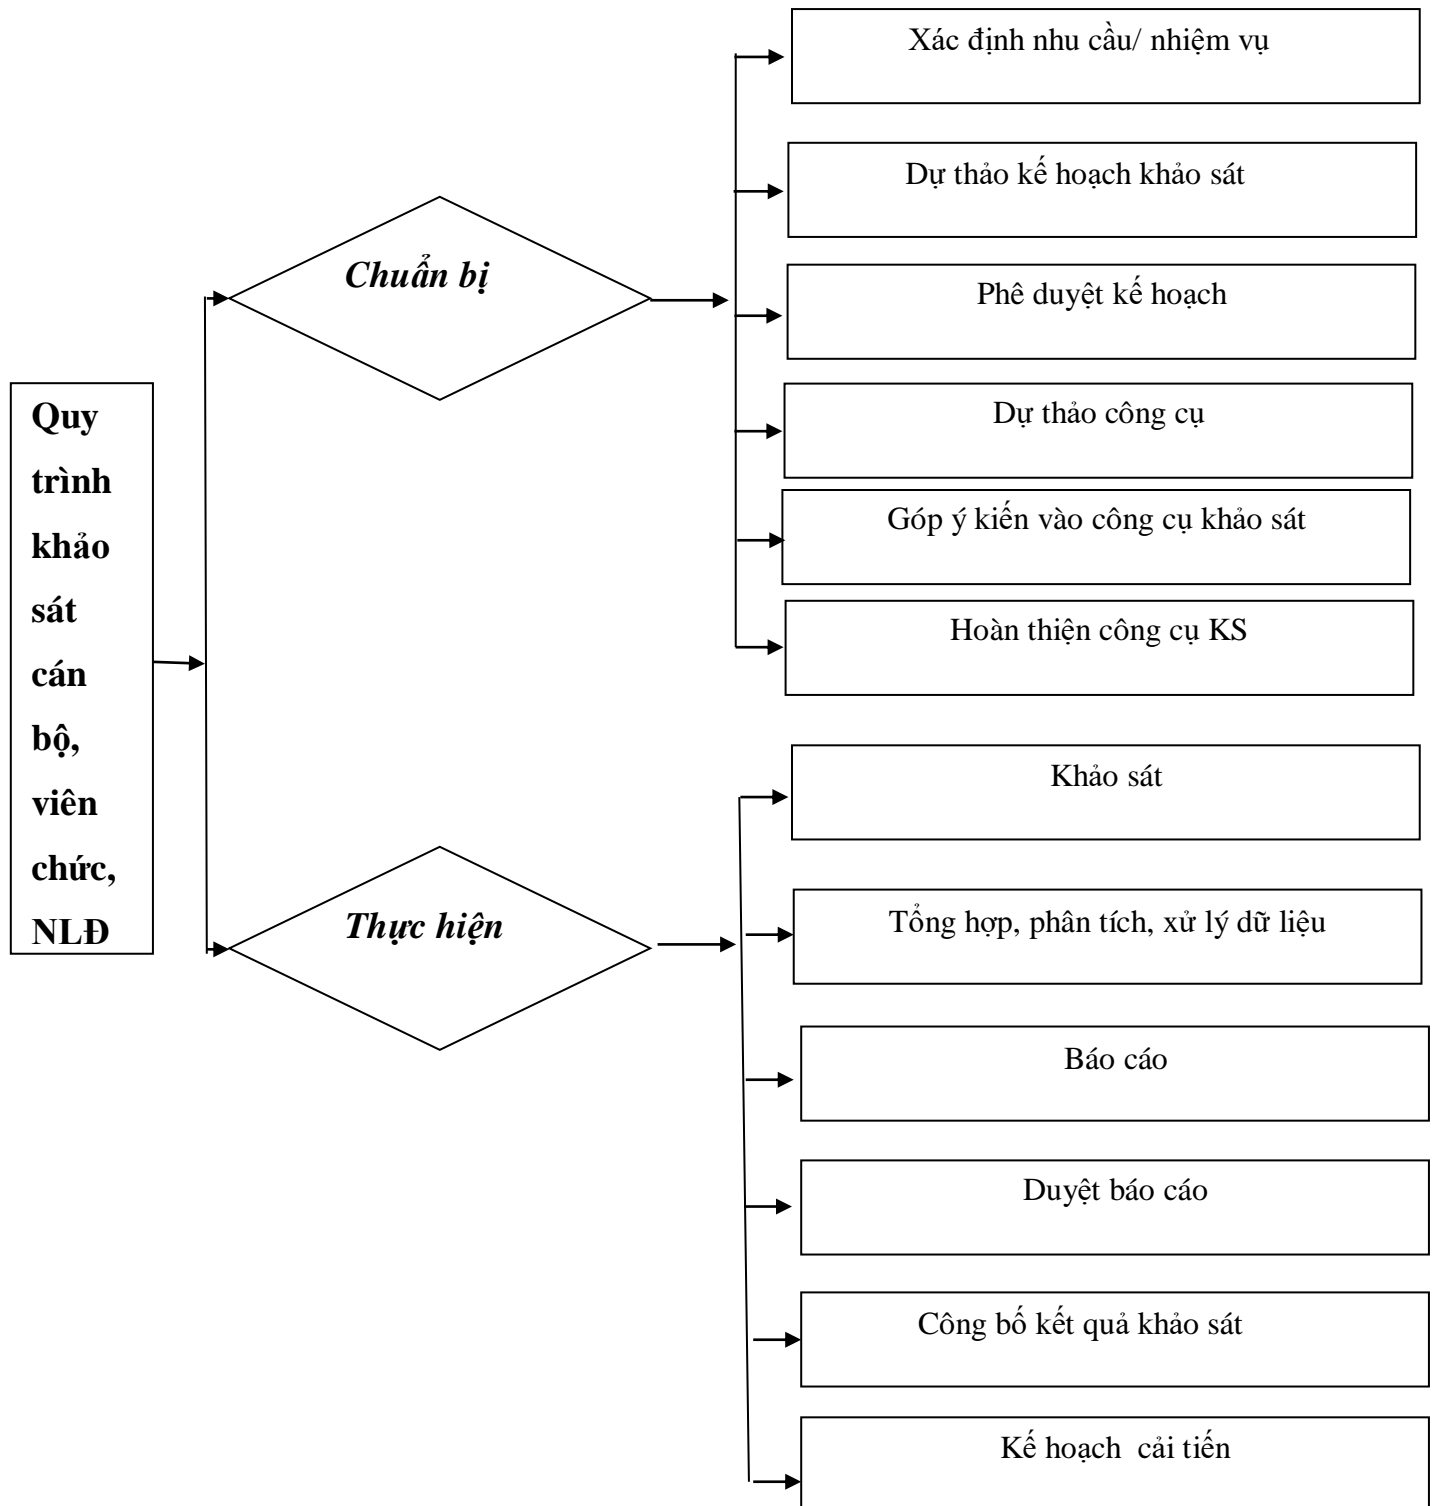 Quy
trình
khảo
sát
cán
bộ,
viên
chức,
NLĐ
Chuẩn bị
Xác định nhu cầu/ nhiệm vụ
Dự thảo kế hoạch khảo sát
Phê duyệt kế hoạch
Dự thảo công cụ
Góp ý kiến vào công cụ khảo sát
Hoàn thiện công cụ KS
Thực hiện
Khảo sát
Tổng hợp, phân tích, xử lý dữ liệu
Báo cáo
Duyệt báo cáo
Công bố kết quả khảo sát
Kế hoạch cải tiến